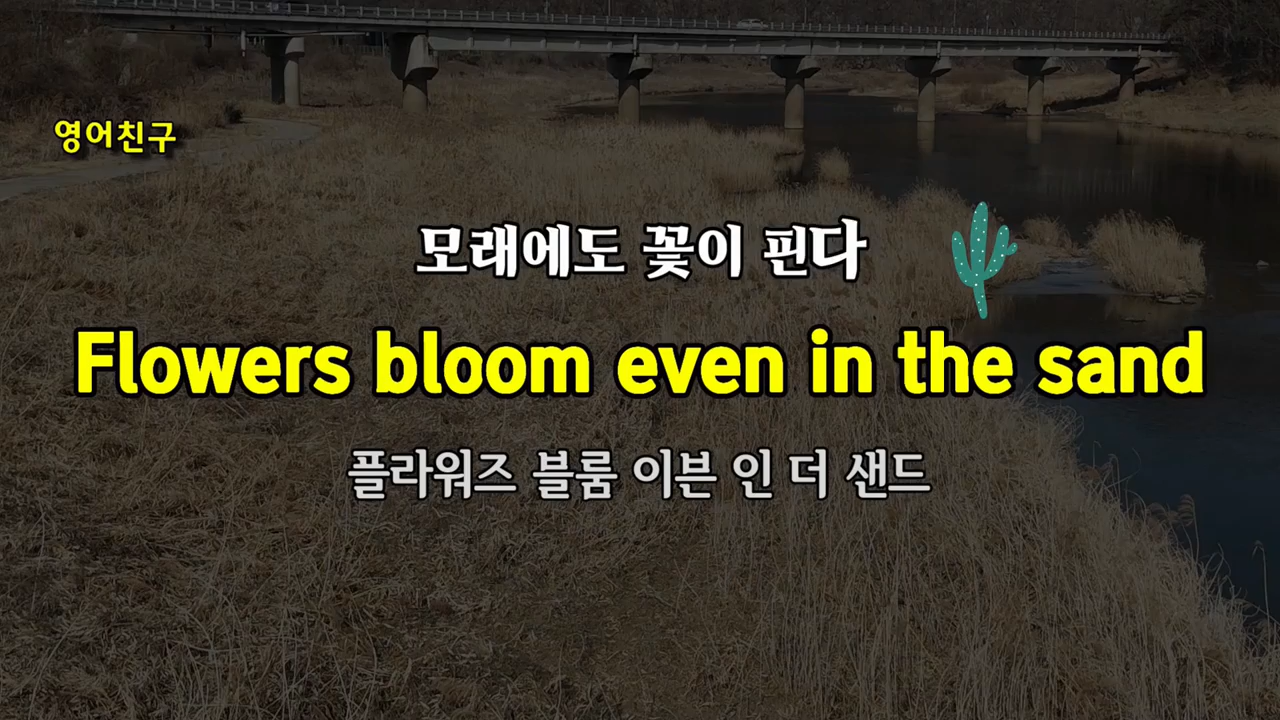 영어친구
모래에도 꽃이 핀다
Flowers bloom even in the sand
플라워즈 블룸 이븐 인 더 샌드